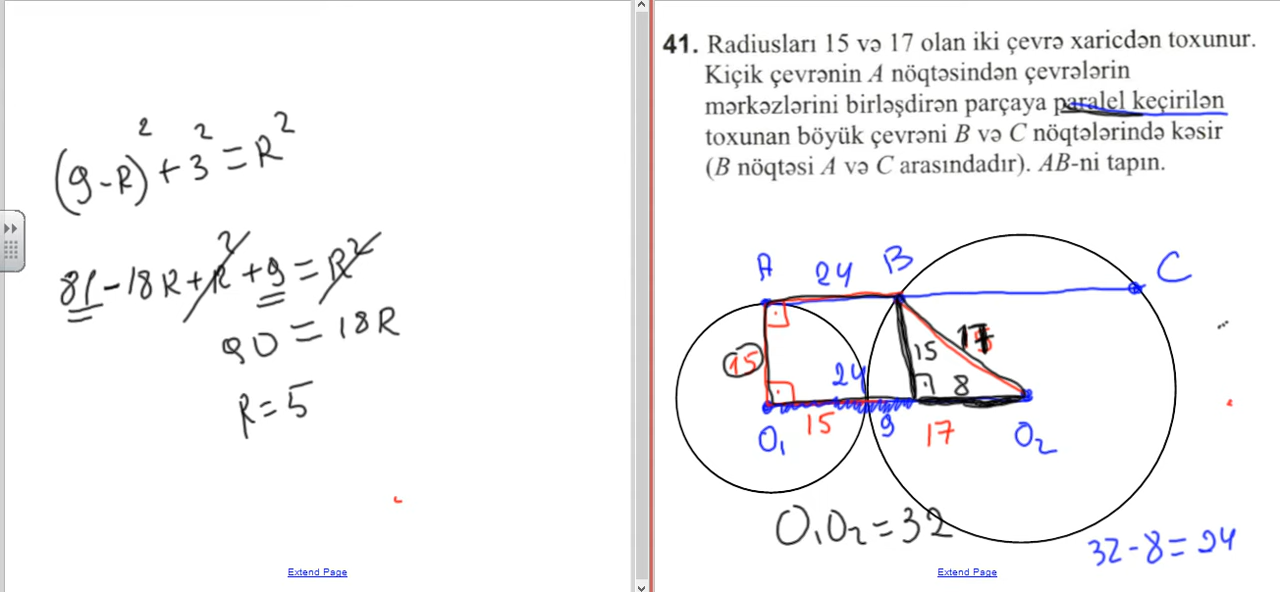 (9-R)² + 3² = R²
81 - 18R + R² + 9 = R²
90 = 18R
R = 5
Extend Page
41. Radiusları 15 və 17 olan iki çevrə xaricdən toxunur.
Kiçik çevrənin A nöqtəsindən çevrələrin
mərkəzlərini birləşdirən parçaya paralel keçirilən
toxunan böyük çevrəni B və C nöqtələrində kəsir
(B nöqtəsi A və C arasındadır). AB-ni tapın.
A 24 B C
15 15 17
24 8
O₁ 15 9 17 O₂
O₁O₂ = 32
32 - 8 = 24
Extend Page